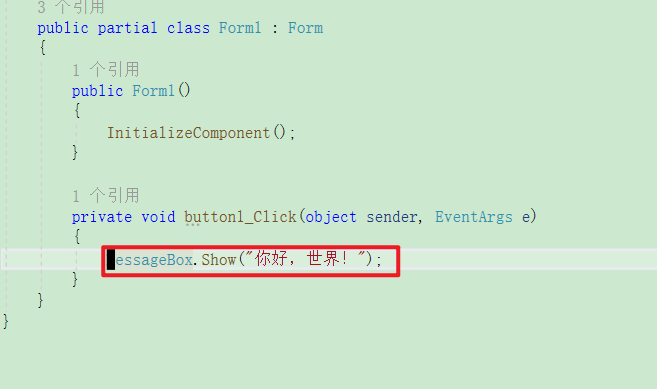 3 个引用
public partial class Form1 : Form
{
1 个引用
public Form1()
{
InitializeComponent();
}
1 个引用
private void button1_Click(object sender, EventArgs e)
{
essageBox.Show("你好，世界！");
}
}
}